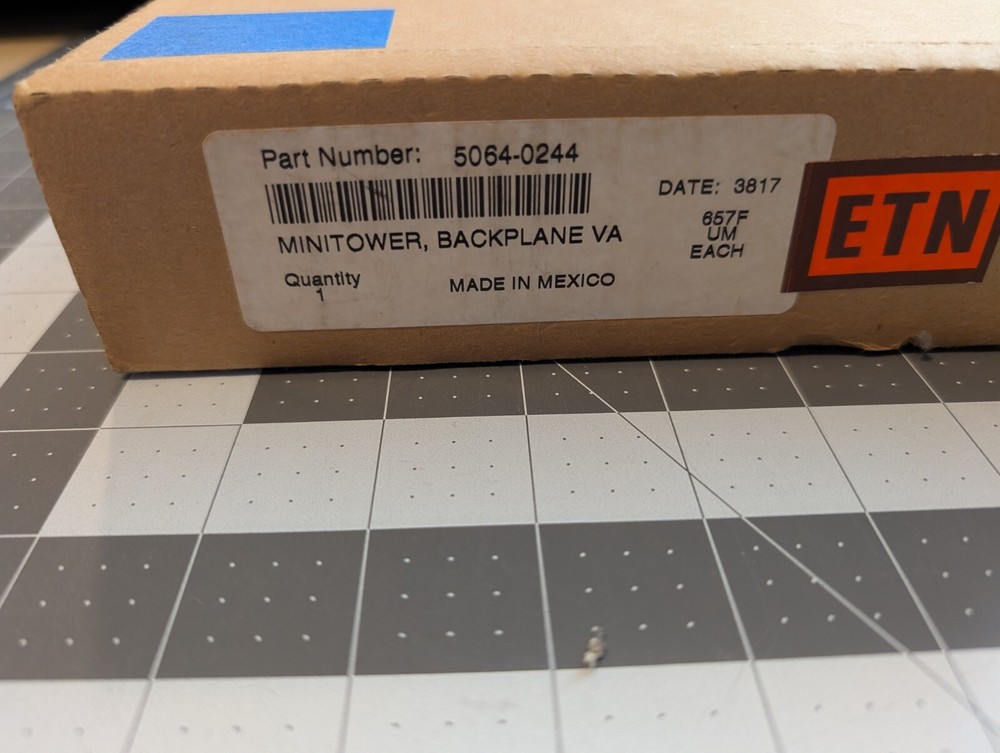 Part Number: 5064-0244
DATE: 3817
657F
UM
EACH
MINITOWER, BACKPLANE VA
Quantity
1
MADE IN MEXICO
ETN